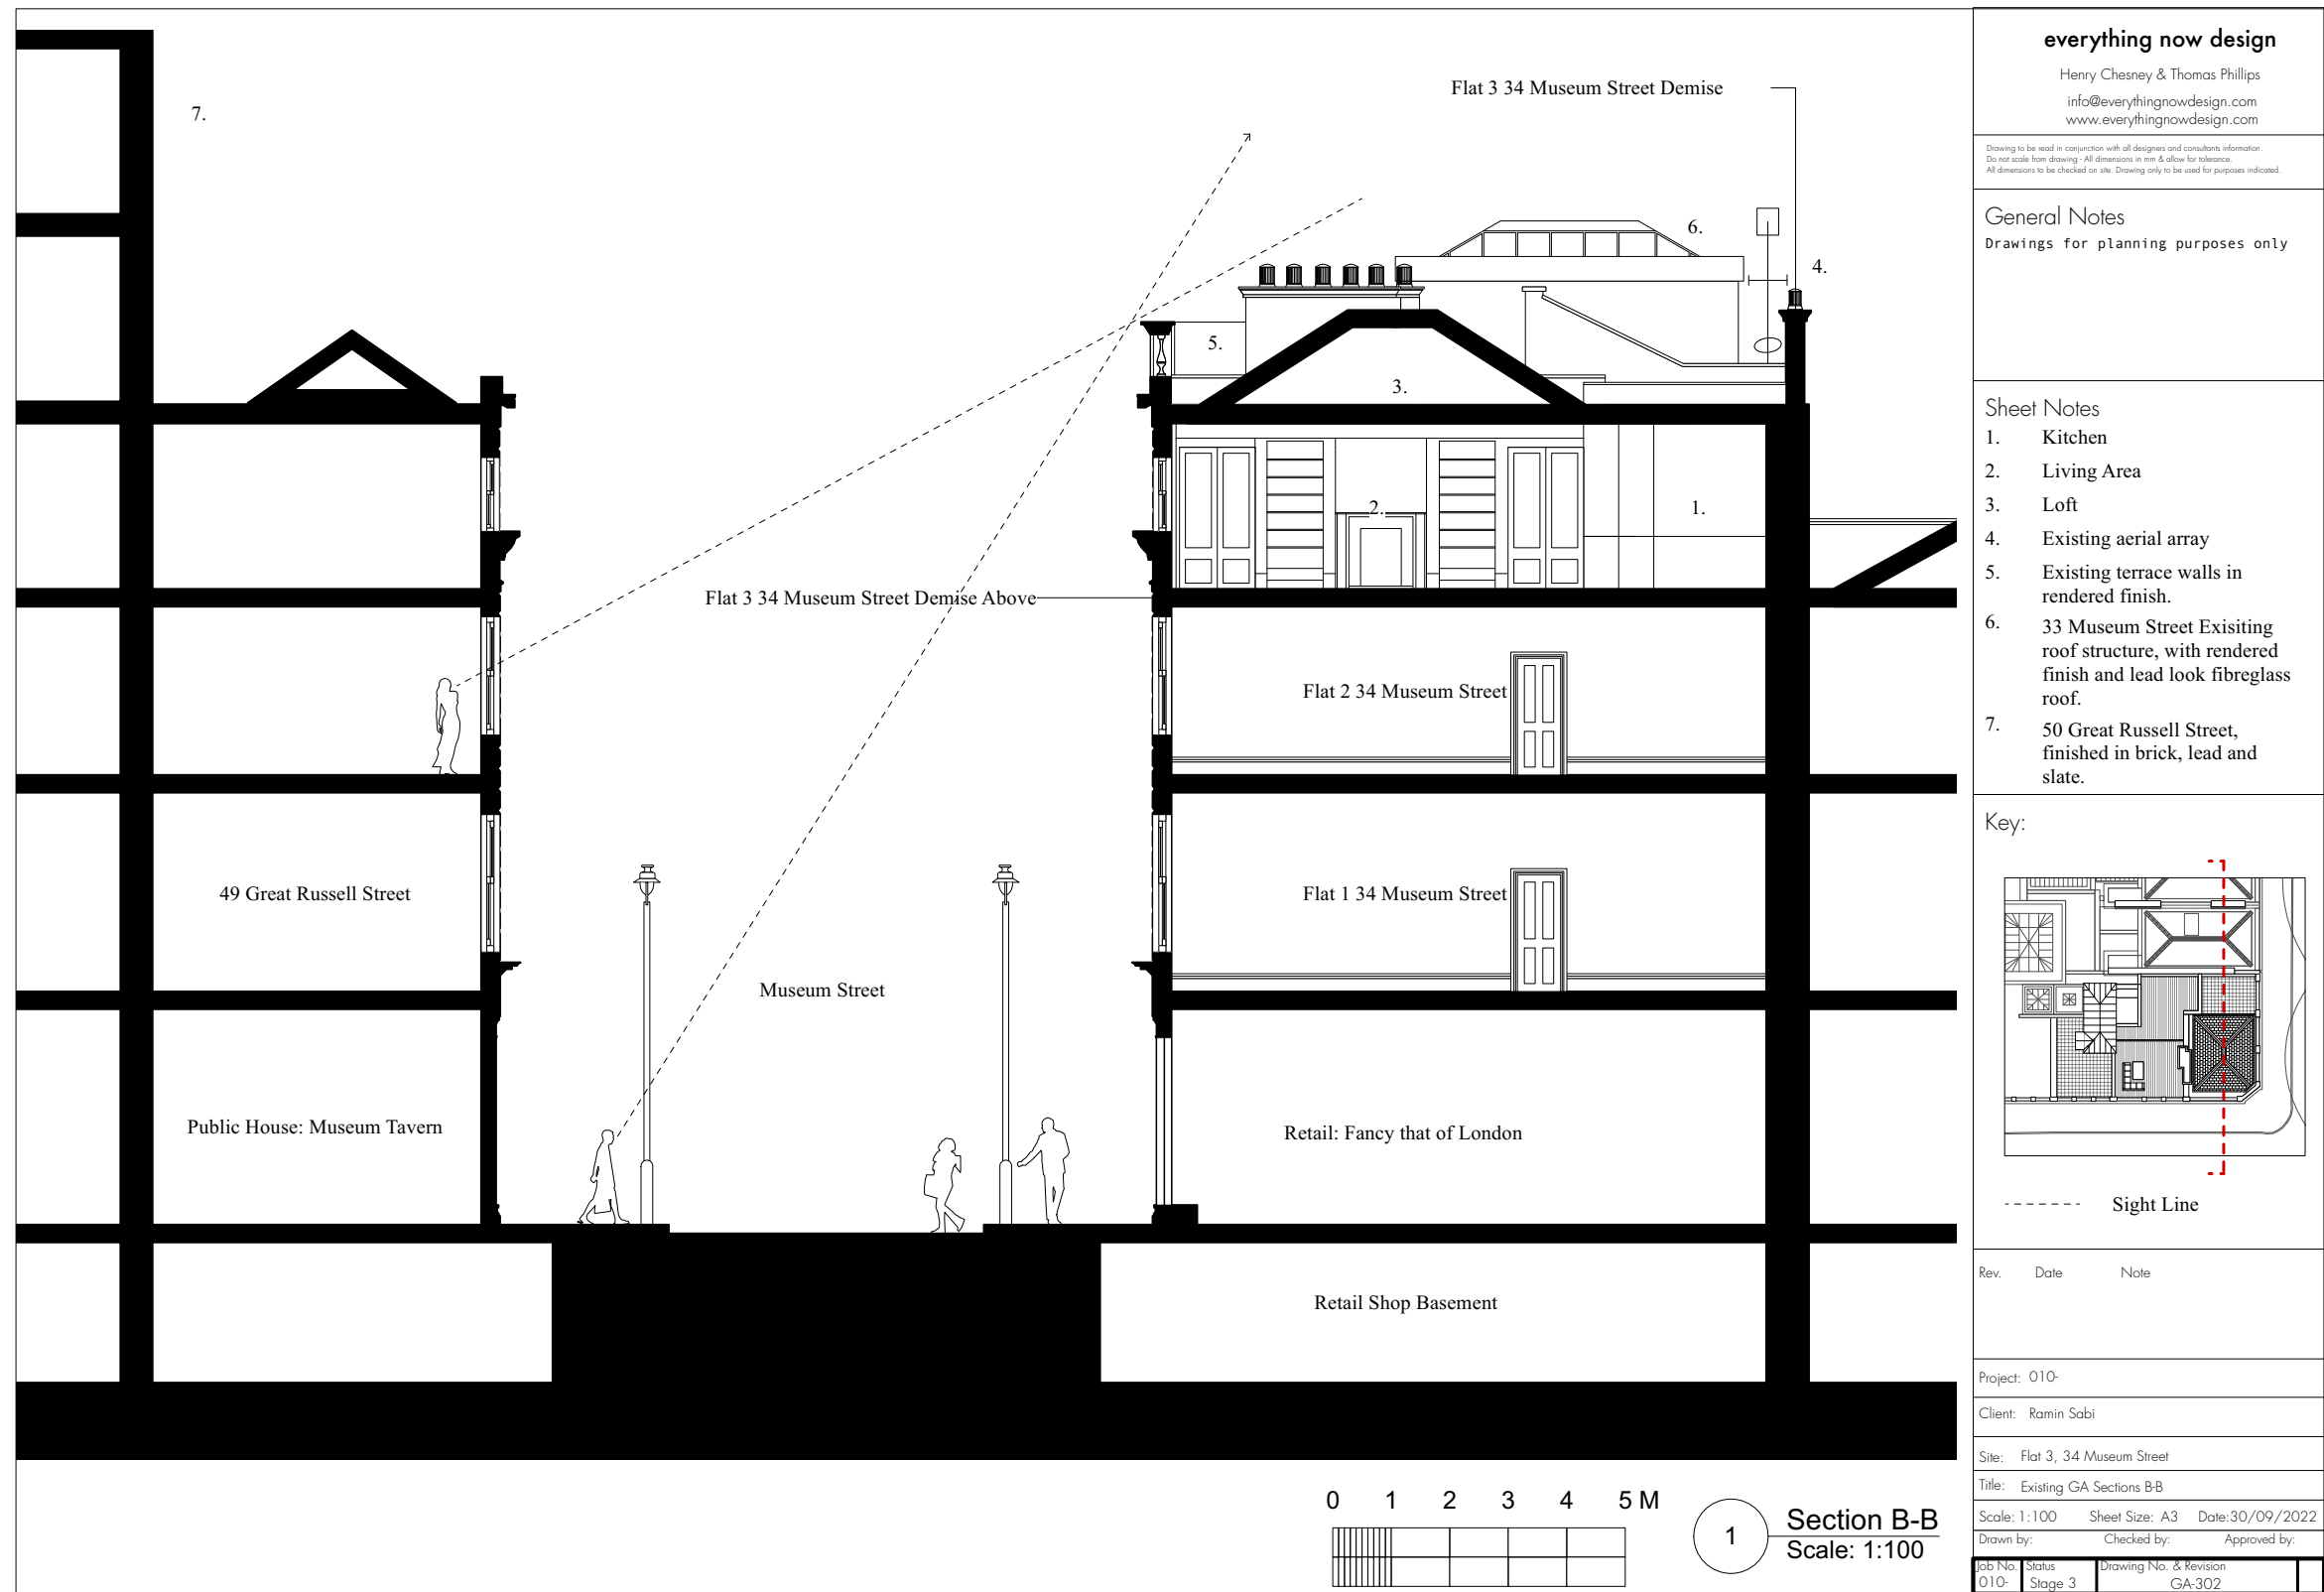 7.
Flat 3 34 Museum Street Demise
6.
4.
5.
3.
2.
1.
Flat 3 34 Museum Street Demise Above
Flat 2 34 Museum Street
49 Great Russell Street
Flat 1 34 Museum Street
Museum Street
Public House: Museum Tavern
Retail: Fancy that of London
Retail Shop Basement
0 1 2 3 4 5 M
1
Section B-B
Scale: 1:100
everything now design
Henry Chesney & Thomas Phillips
info@everythingnowdesign.com
www.everythingnowdesign.com
Drawing to be read in conjunction with all designers and consultants information.
Do not scale from drawing - All dimensions in mm & allow for tolerance.
All dimensions to be checked on site. Drawing only to be used for purposes indicated.
General Notes
Drawings for planning purposes only
Sheet Notes
1. Kitchen
2. Living Area
3. Loft
4. Existing aerial array
5. Existing terrace walls in
rendered finish.
6. 33 Museum Street Exisiting
roof structure, with rendered
finish and lead look fibreglass
roof.
7. 50 Great Russell Street,
finished in brick, lead and
slate.
Key:
Sight Line
Rev. Date Note
Project: 010-
Client: Ramin Sabi
Site: Flat 3, 34 Museum Street
Title: Existing GA Sections B-B
Scale: 1:100 Sheet Size: A3 Date:30/09/2022
Drawn by: Checked by: Approved by:
Job No. Status Drawing No. & Revision
010- Stage 3 GA-302